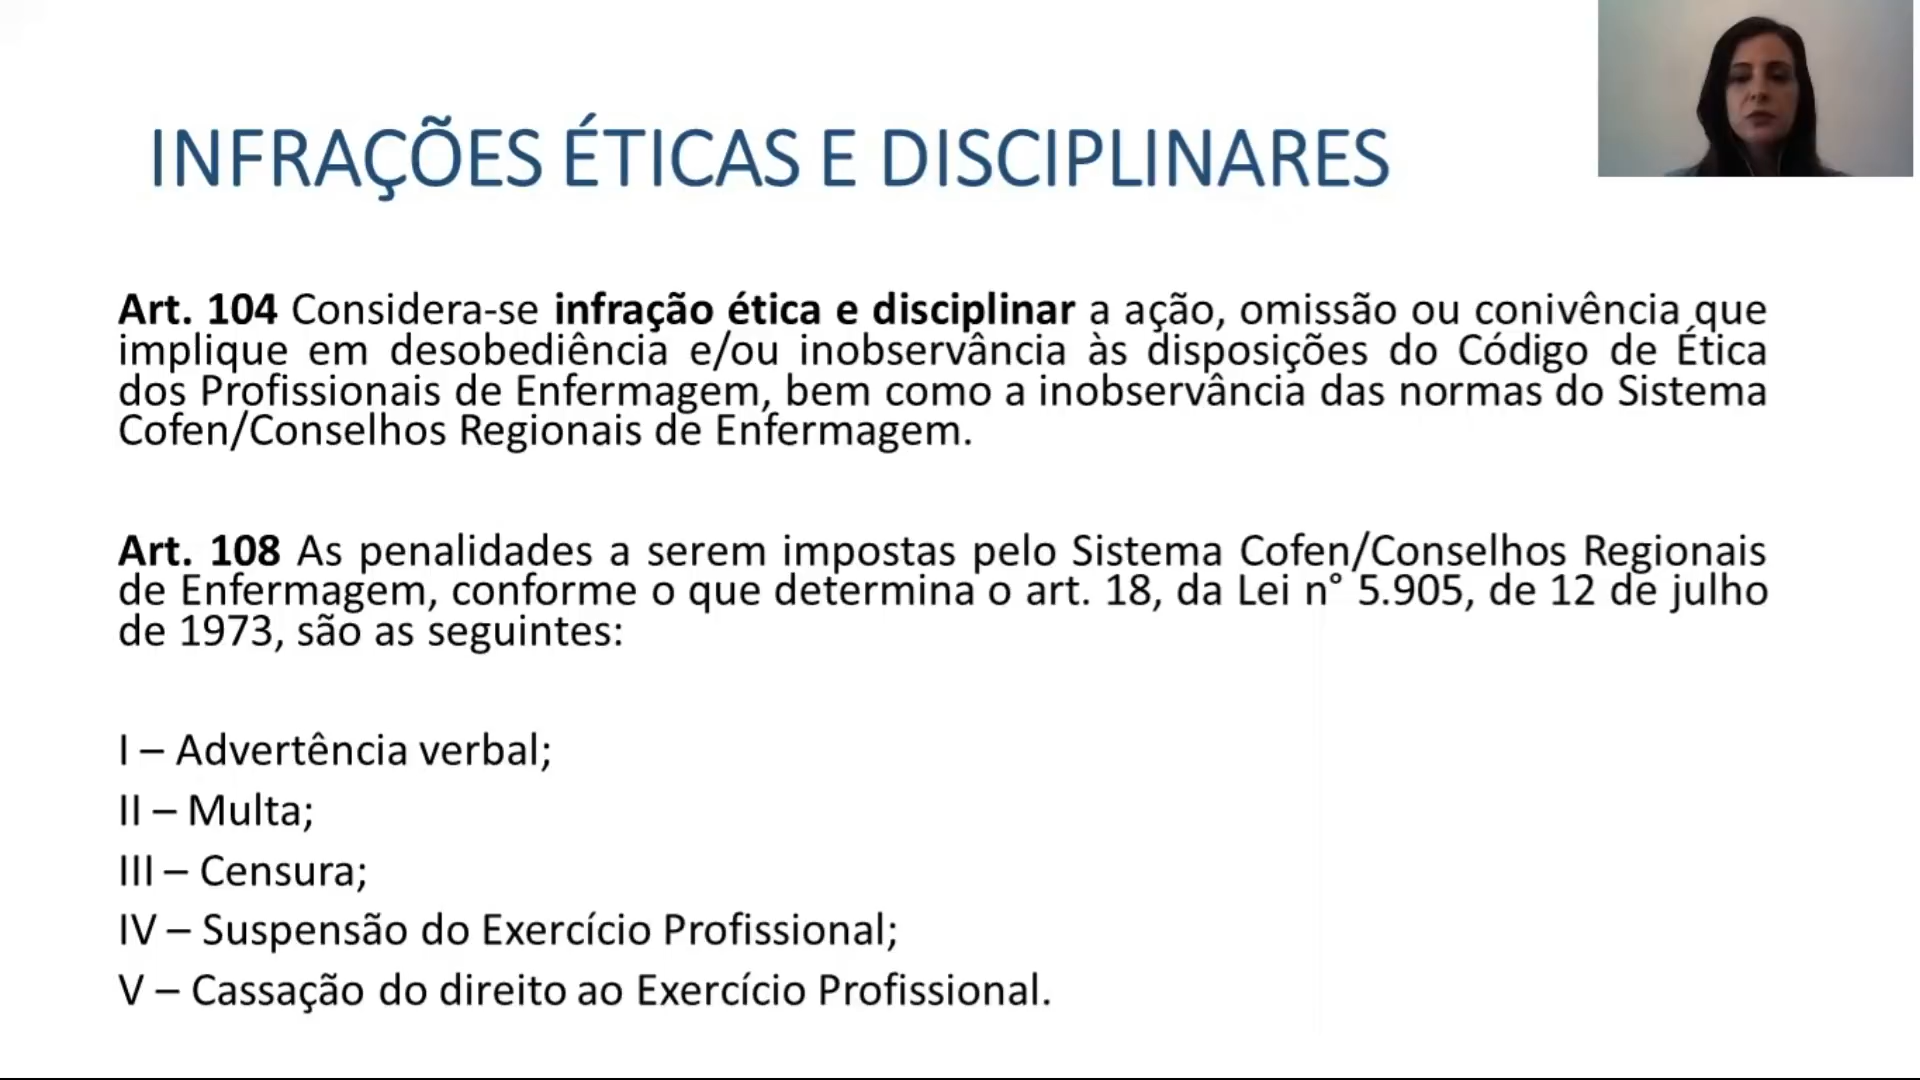 INFRAÇÕES ÉTICAS E DISCIPLINARES
Art. 104 Considera-se infração ética e disciplinar a ação, omissão ou conivência que
implique em desobediência e/ou inobservância às disposições do Código de Ética
dos Profissionais de Enfermagem, bem como a inobservância das normas do Sistema
Cofen/Conselhos Regionais de Enfermagem.
Art. 108 As penalidades a serem impostas pelo Sistema Cofen/Conselhos Regionais
de Enfermagem, conforme o que determina o art. 18, da Lei n° 5.905, de 12 de julho
de 1973, são as seguintes:
I – Advertência verbal;
II – Multa;
III – Censura;
IV – Suspensão do Exercício Profissional;
V – Cassação do direito ao Exercício Profissional.